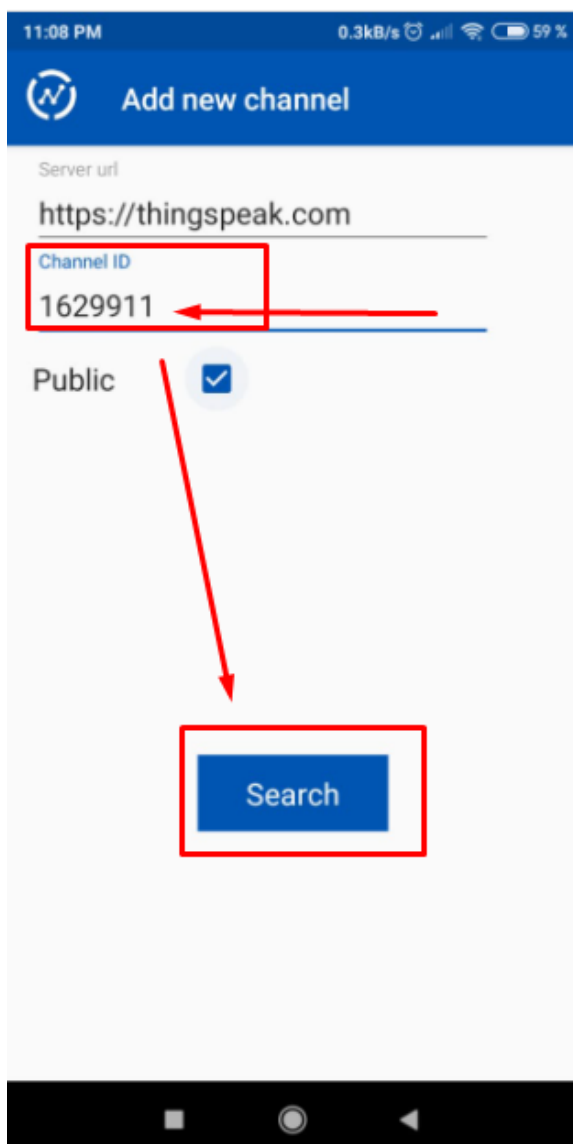 11:08 PM 0.3kB/s 59 %
Add new channel
Server url
https://thingspeak.com
Channel ID
1629911
Public
Search